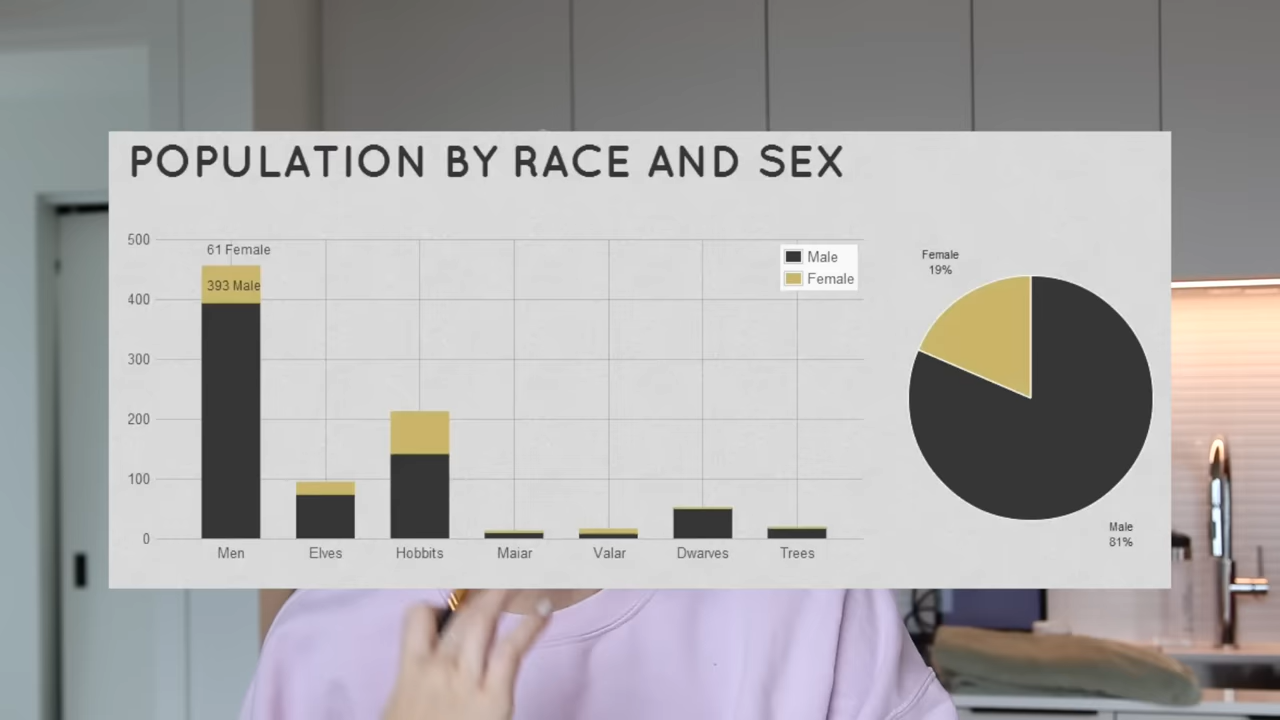 POPULATION BY RACE AND SEX
500
400
300
200
100
0
61 Female
393 Male
Men
Elves
Hobbits
Maiar
Valar
Dwarves
Trees
Male
Female
Female
19%
Male
81%